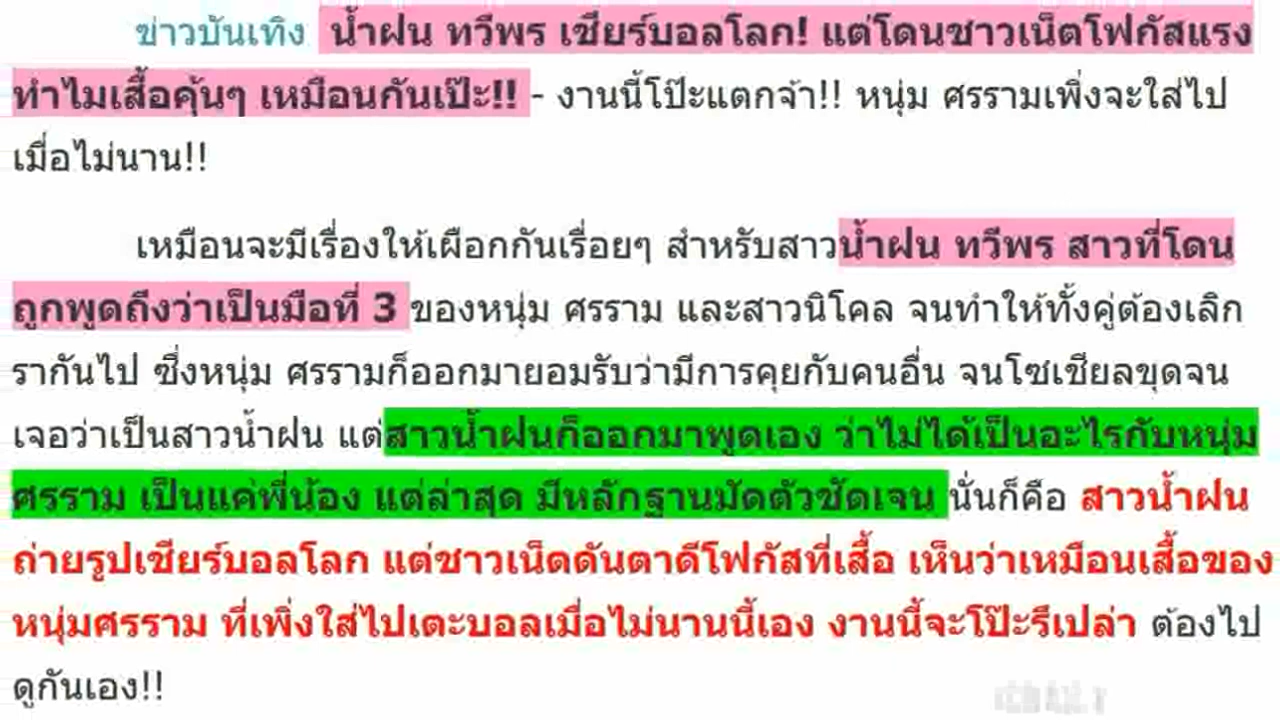 ข่าวบันเทิง น้ำฝน ทวีพร เชียร์บอลโลก! แต่โดนชาวเน็ตโฟกัสแรง
ทำไมเสื้อคุ้นๆ เหมือนกันเป๊ะ!! - งานนี้โป๊ะแตกจ้า!! หนุ่ม ศรรามเพิ่งจะใส่ไป
เมื่อไม่นาน!!
เหมือนจะมีเรื่องให้เผือกกันเรื่อยๆ สำหรับสาวน้ำฝน ทวีพร สาวที่โดน
ถูกพูดถึงว่าเป็นมือที่ 3 ของหนุ่ม ศรราม และสาวนิโคล จนทำให้ทั้งคู่ต้องเลิก
รากันไป ซึ่งหนุ่ม ศรรามก็ออกมายอมรับว่ามีการคุยกับคนอื่น จนโซเชียลขุดจน
เจอว่าเป็นสาวน้ำฝน แต่สาวน้ำฝนก็ออกมาพูดเอง ว่าไม่ได้เป็นอะไรกับหนุ่ม
ศรราม เป็นแค่พี่น้อง แต่ล่าสุด มีหลักฐานมัดตัวชัดเจน นั่นก็คือ สาวน้ำฝน
ถ่ายรูปเชียร์บอลโลก แต่ชาวเน็ตดันตาดีโฟกัสที่เสื้อ เห็นว่าเหมือนเสื้อของ
หนุ่มศรราม ที่เพิ่งใส่ไปเตะบอลเมื่อไม่นานนี้เอง งานนี้จะโป๊ะรึเปล่า ต้องไป
ดูกันเอง!!